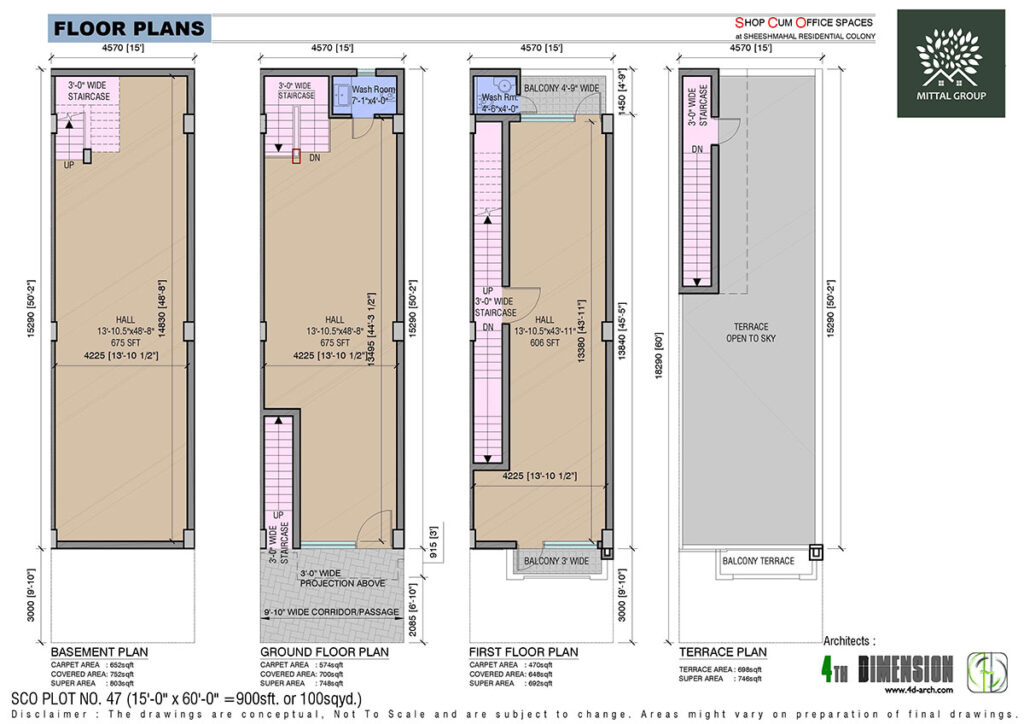 FLOOR PLANS
SHOP CUM OFFICE SPACES
at SHEESHMAHAL RESIDENTIAL COLONY
MITTAL GROUP
4570 [15']
4570 [15']
4570 [15']
4570 [15']
3'-0" WIDE
STAIRCASE
UP
15290 [50'-2"]
14830 [48'-8"]
HALL
13'-10.5"x48'-8"
675 SFT
4225 [13'-10 1/2"]
3000 [9'-10"]
3'-0" WIDE
STAIRCASE
Wash Room
7'-1"x4'-0"
DN
HALL
13'-10.5"x48'-8"
675 SFT
4225 [13'-10 1/2"]
13495 [44'-3 1/2"]
15290 [50'-2"]
UP
3'-0" WIDE
STAIRCASE
3'-0" WIDE
PROJECTION ABOVE
9'-10" WIDE CORRIDOR/PASSAGE
915 [3']
2085 [6'-10"]
Wash Rm.
4'-6"x4'-0"
BALCONY 4'-9" WIDE
1450 [4'-9"]
UP
3'-0" WIDE
STAIRCASE
DN
HALL
13'-10.5"x43'-11"
606 SFT
13380 [43'-11"]
13840 [45'-5"]
4225 [13'-10 1/2"]
BALCONY 3' WIDE
3000 [9'-10"]
3'-0" WIDE
STAIRCASE
DN
18290 [60']
TERRACE
OPEN TO SKY
15290 [50'-2"]
BALCONY TERRACE
BASEMENT PLAN
CARPET AREA : 652sqft
COVERED AREA: 752sqft
SUPER AREA : 803sqft
GROUND FLOOR PLAN
CARPET AREA : 574sqft
COVERED AREA: 700sqft
SUPER AREA : 748sqft
FIRST FLOOR PLAN
CARPET AREA : 470sqft
COVERED AREA: 648sqft
SUPER AREA : 692sqft
TERRACE PLAN
TERRACE AREA : 698sqft
SUPER AREA : 746sqft
Architects :
4TH DIMENSION
www.4d-arch.com
SCO PLOT NO. 47 (15'-0" x 60'-0" =900sft. or 100sqyd.)
Disclaimer : The drawings are conceptual, Not To Scale and are subject to change. Areas might vary on preparation of final drawings.